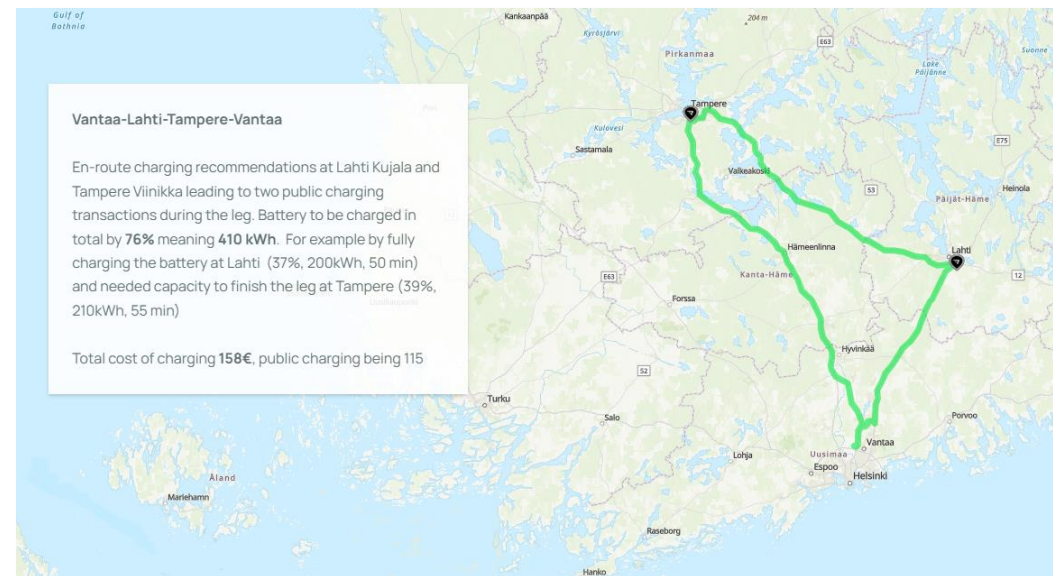 Gulf of
Bothnia
Kankaanpää
204 m
Kyrösjärvi
E63
Pirkanmaa
Lake
Päijänne
Suonne
Vantaa-Lahti-Tampere-Vantaa
En-route charging recommendations at Lahti Kujala and
Tampere Viinikka leading to two public charging
transactions during the leg. Battery to be charged in
total by 76% meaning 410 kWh. For example by fully
charging the battery at Lahti (37%, 200kWh, 50 min)
and needed capacity to finish the leg at Tampere (39%,
210kWh, 55 min)
Total cost of charging 158€, public charging being 115
Tampere
Kulovesi
Sastamala
E75
Valkeakoski
53
Heinola
Päijät-Häme
Hämeenlinna
Lahti
Kanta-Häme
E63
12
Forssa
Hyvinkää
52
Turku
Salo
Porvoo
Vantaa
Lohja
Uusimaa
Espoo
Helsinki
Åland
Mariehamn
Raseborg
Hanko